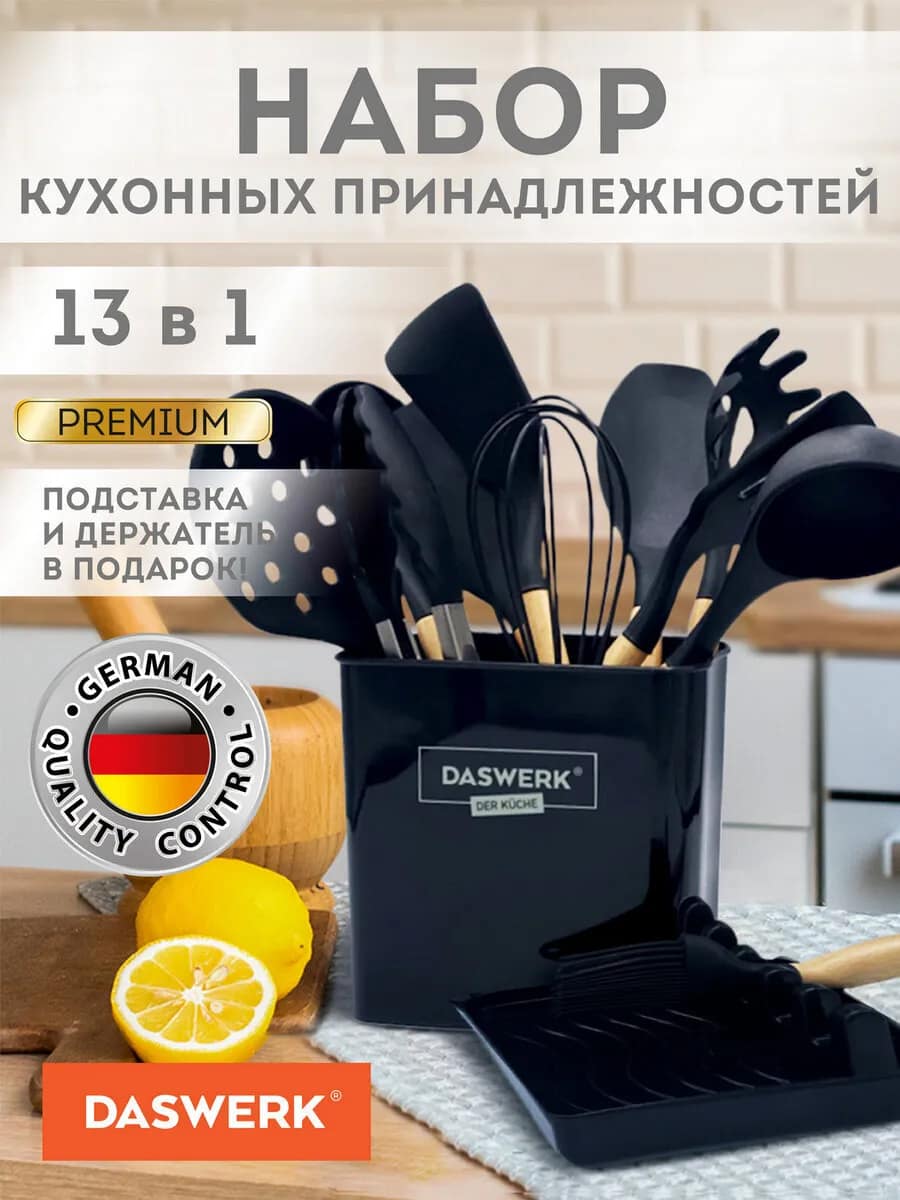 НАБОР
КУХОННЫХ ПРИНАДЛЕЖНОСТЕЙ
13 в 1
PREMIUM
ПОДСТАВКА
И ДЕРЖАТЕЛЬ
В ПОДАРОК!
GERMAN
QUALITY CONTROL
DASWERK®
DER KÜCHE
DASWERK®